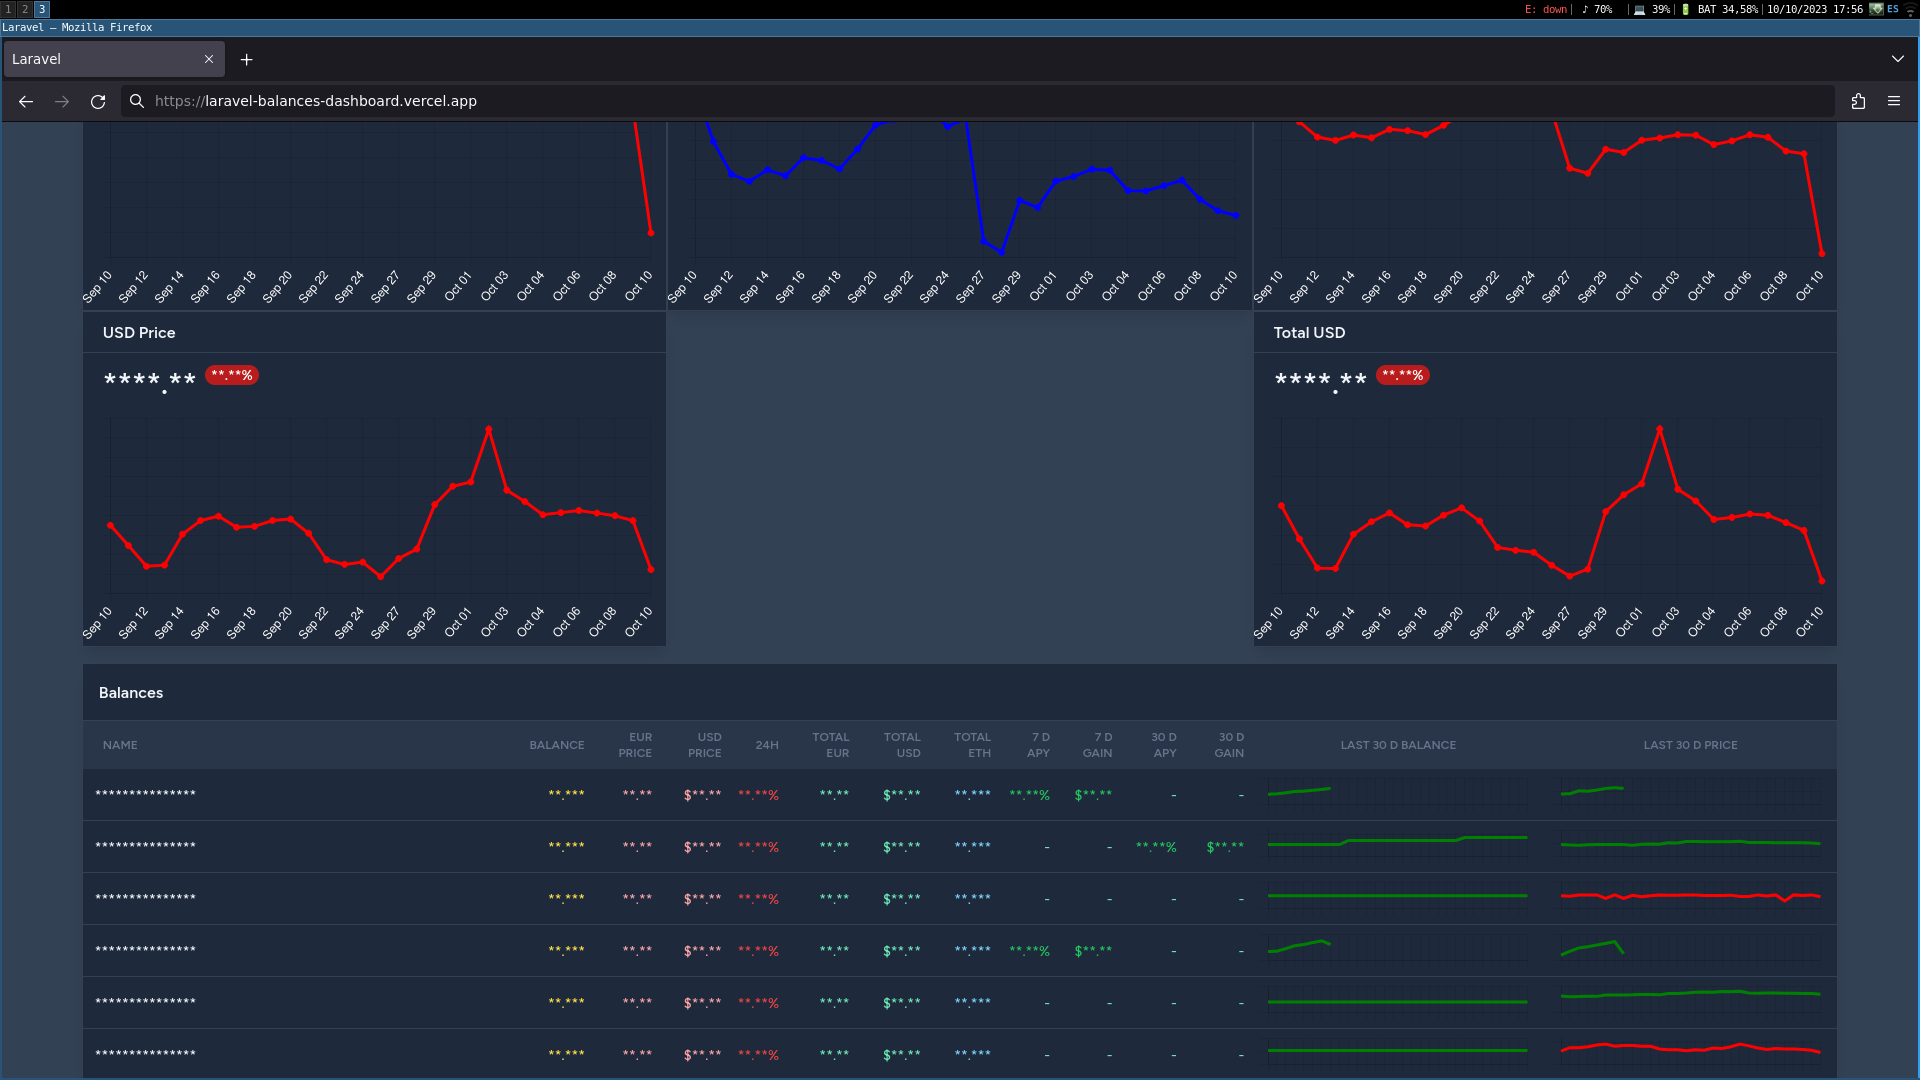 1 2 3 E: down| ♪ 70% | 39%| BAT 34,58%|10/10/2023 17:56 ES
Laravel — Mozilla Firefox
Laravel
https://laravel-balances-dashboard.vercel.app
Sep 10 Sep 12 Sep 14 Sep 16 Sep 18 Sep 20 Sep 22 Sep 24 Sep 27 Sep 29 Oct 01 Oct 03 Oct 04 Oct 06 Oct 08 Oct 10
Sep 10 Sep 12 Sep 14 Sep 16 Sep 18 Sep 20 Sep 22 Sep 24 Sep 27 Sep 29 Oct 01 Oct 03 Oct 04 Oct 06 Oct 08 Oct 10
Sep 10 Sep 12 Sep 14 Sep 16 Sep 18 Sep 20 Sep 22 Sep 24 Sep 27 Sep 29 Oct 01 Oct 03 Oct 04 Oct 06 Oct 08 Oct 10
USD Price
****.** **.**%
Sep 10 Sep 12 Sep 14 Sep 16 Sep 18 Sep 20 Sep 22 Sep 24 Sep 27 Sep 29 Oct 01 Oct 03 Oct 04 Oct 06 Oct 08 Oct 10
Total USD
****.** **.**%
Sep 10 Sep 12 Sep 14 Sep 16 Sep 18 Sep 20 Sep 22 Sep 24 Sep 27 Sep 29 Oct 01 Oct 03 Oct 04 Oct 06 Oct 08 Oct 10
Balances
NAME BALANCE EUR PRICE USD PRICE 24H TOTAL EUR TOTAL USD TOTAL ETH 7 D APY 7 D GAIN 30 D APY 30 D GAIN LAST 30 D BALANCE LAST 30 D PRICE
*************** **.*** **.** $**.** **.**% **.** $**.** **.*** **.**% $**.** - -
*************** **.*** **.** $**.** **.**% **.** $**.** **.*** - - **.**% $**.**
*************** **.*** **.** $**.** **.**% **.** $**.** **.*** - - - -
*************** **.*** **.** $**.** **.**% **.** $**.** **.*** **.**% $**.** - -
*************** **.*** **.** $**.** **.**% **.** $**.** **.*** - - - -
*************** **.*** **.** $**.** **.**% **.** $**.** **.*** - - - -